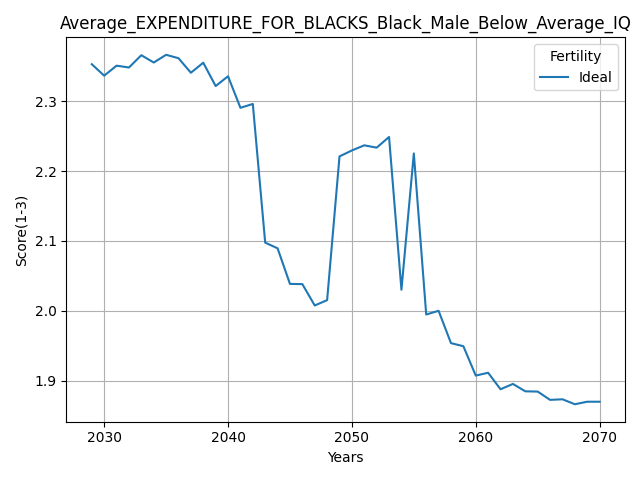 Average_EXPENDITURE_FOR_BLACKS_Black_Male_Below_Average_IQ
Fertility
Ideal
2.3
2.2
2.1
2.0
1.9
Score(1-3)
2030 2040 2050 2060 2070
Years